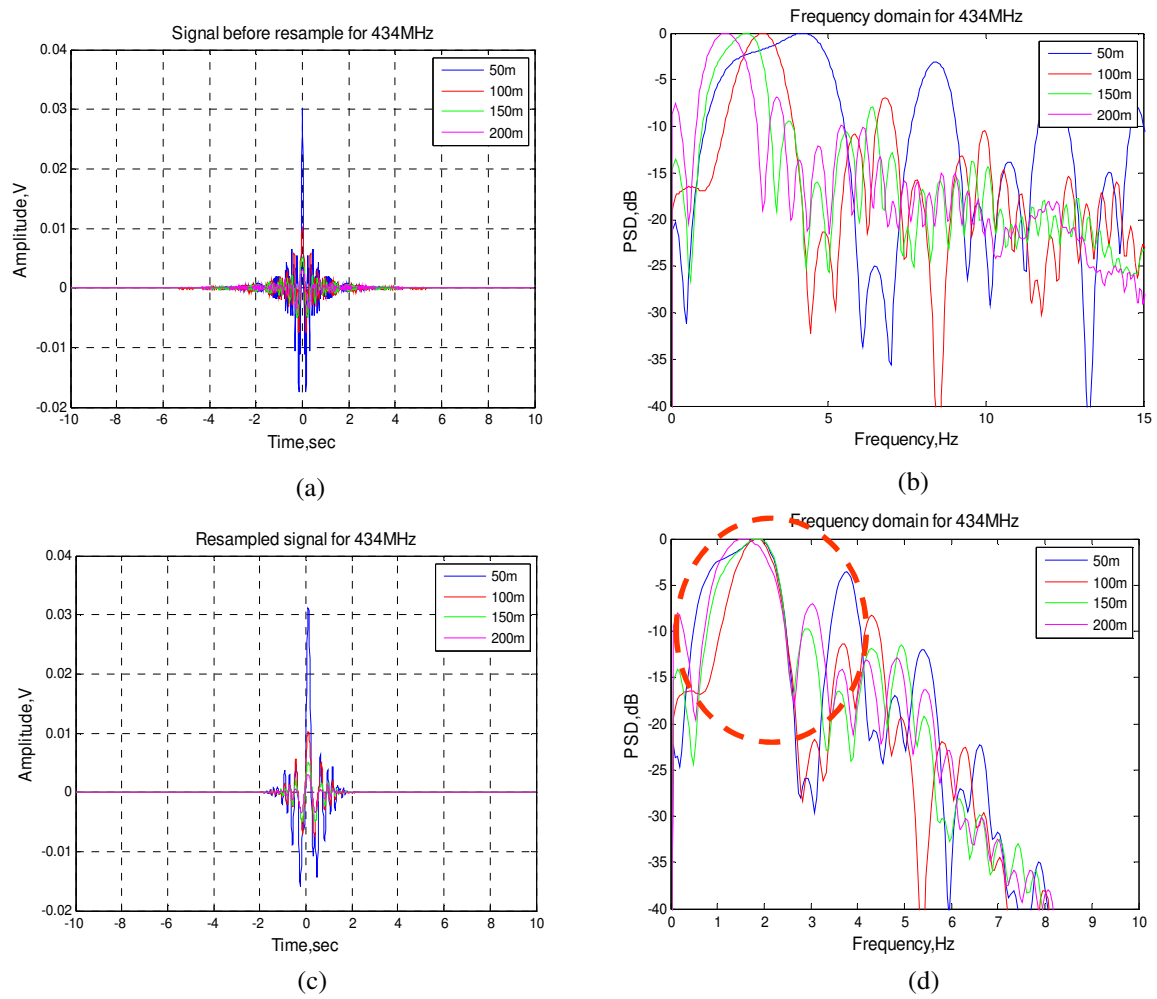 Signal before resample for 434MHz
0.04
0.03
0.02
0.01
0
-0.01
-0.02
Amplitude,V
50m
100m
150m
200m
-10 -8 -6 -4 -2 0 2 4 6 8 10
Time,sec
(a)
Frequency domain for 434MHz
0
-5
-10
-15
-20
-25
-30
-35
-40
PSD,dB
50m
100m
150m
200m
0 5 10 15
Frequency,Hz
(b)
Resampled signal for 434MHz
0.04
0.03
0.02
0.01
0
-0.01
-0.02
Amplitude,V
50m
100m
150m
200m
-10 -8 -6 -4 -2 0 2 4 6 8 10
Time,sec
(c)
Frequency domain for 434MHz
0
-5
-10
-15
-20
-25
-30
-35
-40
PSD,dB
50m
100m
150m
200m
0 1 2 3 4 5 6 7 8 9 10
Frequency,Hz
(d)